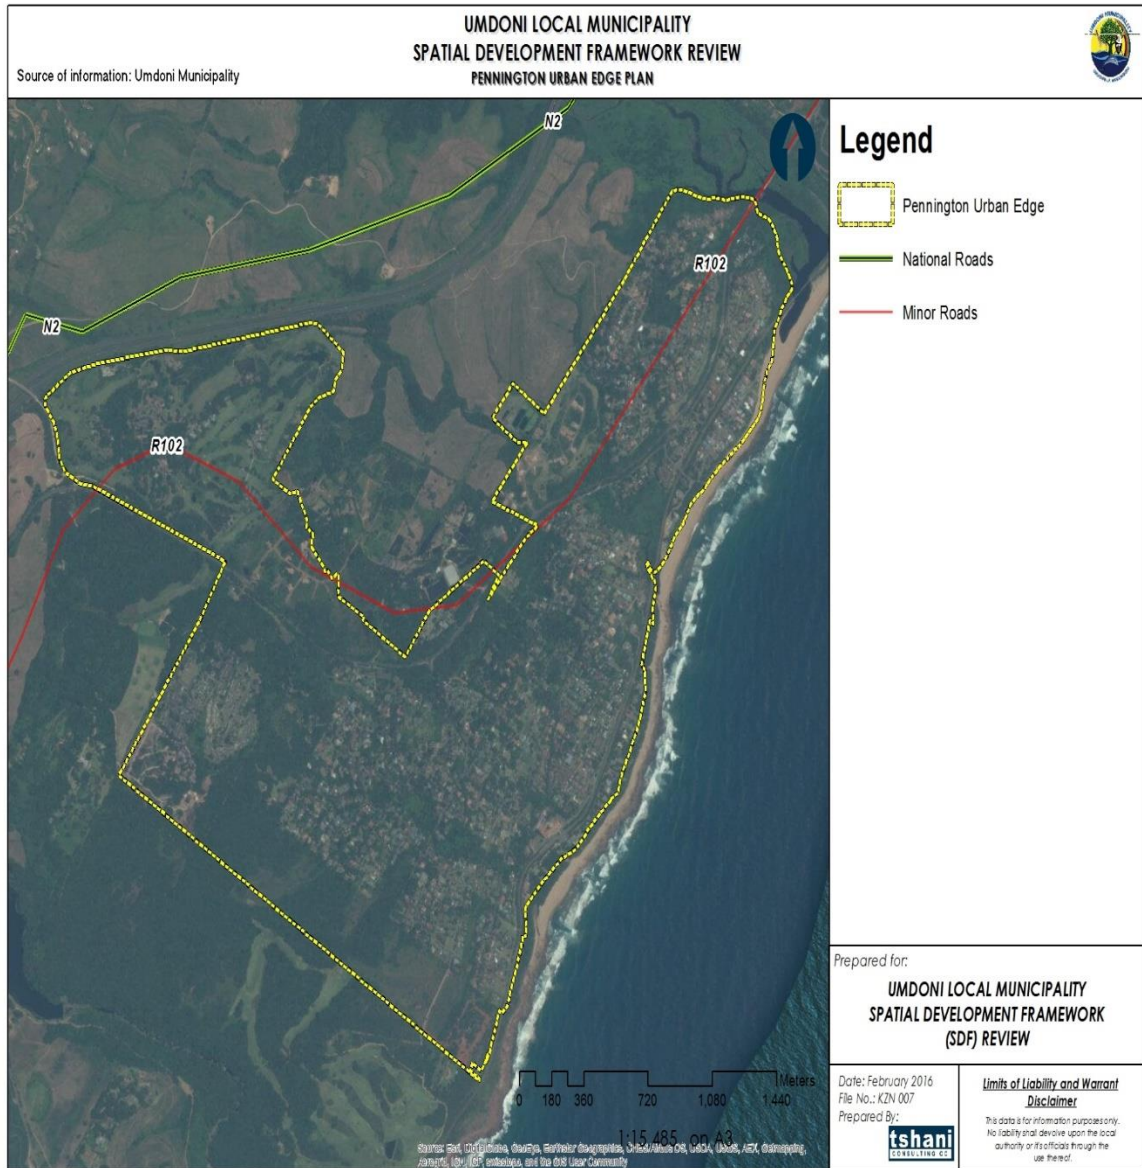 UMDONI LOCAL MUNICIPALITY
SPATIAL DEVELOPMENT FRAMEWORK REVIEW
PENNINGTON URBAN EDGE PLAN
Source of information: Umdoni Municipality
N2
R102
N2
R102
Legend
Pennington Urban Edge
National Roads
Minor Roads
Meters
0 180 360 720 1,080 1,440
1:15 485 on A3
Prepared for:
UMDONI LOCAL MUNICIPALITY
SPATIAL DEVELOPMENT FRAMEWORK
(SDF) REVIEW
Date: February 2016
File No.: KZN 007
Prepared By:
tshani
CONSULTING CC
Limits of Liability and Warrant
Disclaimer
This data is for information purposes only.
No liability shall devolve upon the local
authority or its officials through the
use thereof.